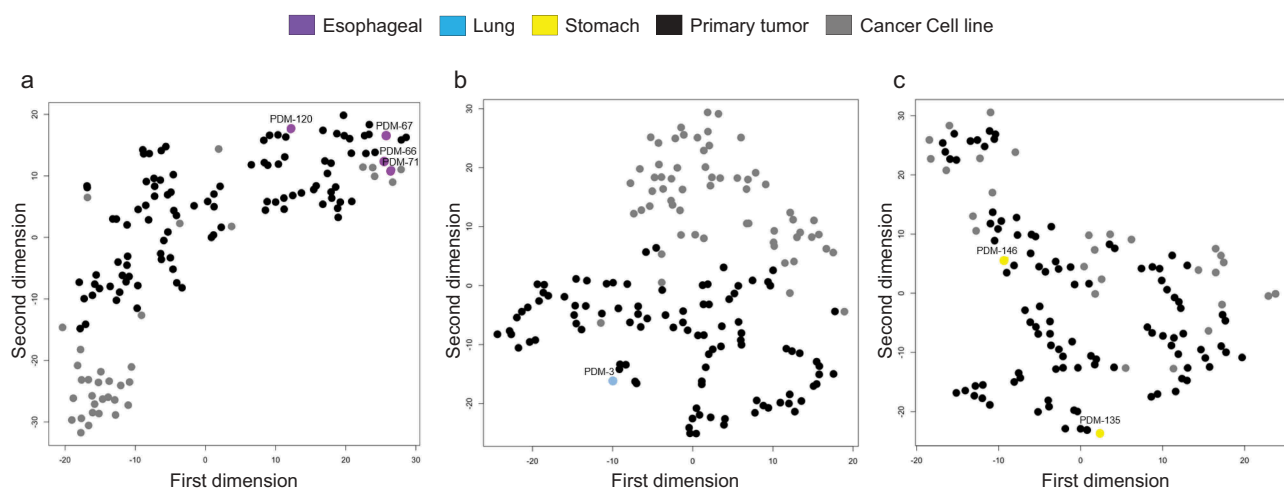 Esophageal Lung Stomach Primary tumor Cancer Cell line
a
b
c
PDM-120
PDM-67
PDM-66
PDM-71
Second dimension
20
10
0
-10
-20
-30
-20
-10
0
10
20
30
First dimension
PDM-3
Second dimension
30
20
10
0
-10
-20
-20
-10
0
10
20
First dimension
PDM-146
PDM-135
Second dimension
30
20
10
0
-10
-20
-10
0
10
20
First dimension